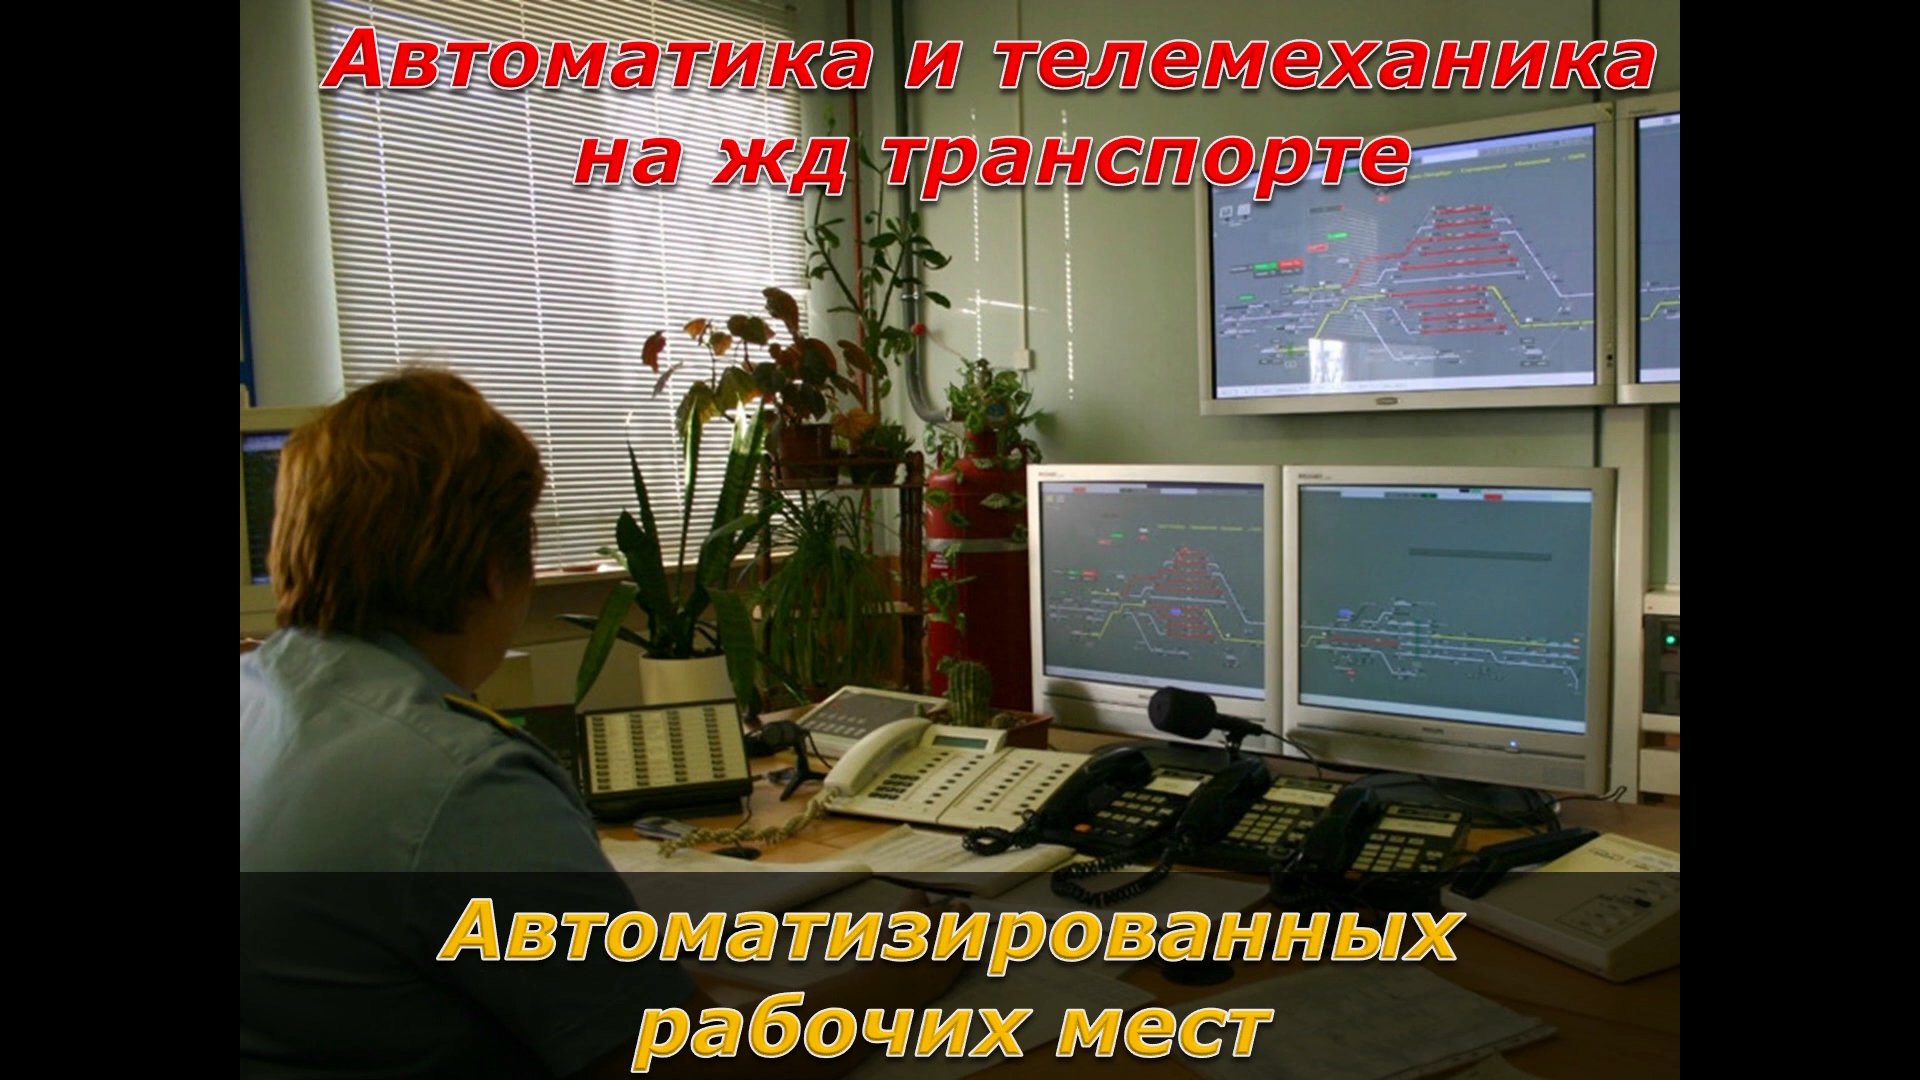 Автоматика и телемеханика
на жд транспорте
Автоматизированных
рабочих мест